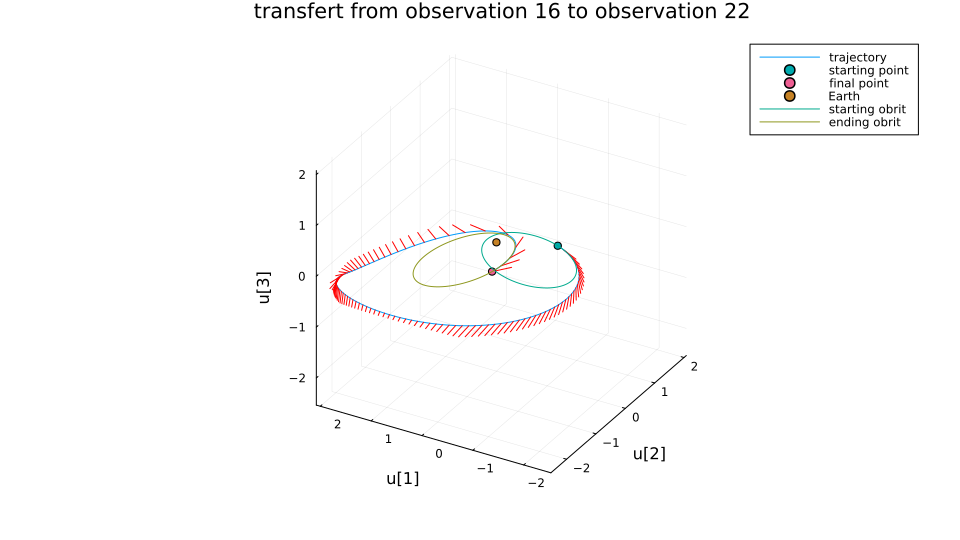 transfert from observation 16 to observation 22
trajectory
starting point
final point
Earth
starting obrit
ending obrit
2
1
0
−1
−2
u[3]
2
1
0
−1
−2
u[1]
2
1
0
−1
−2
u[2]